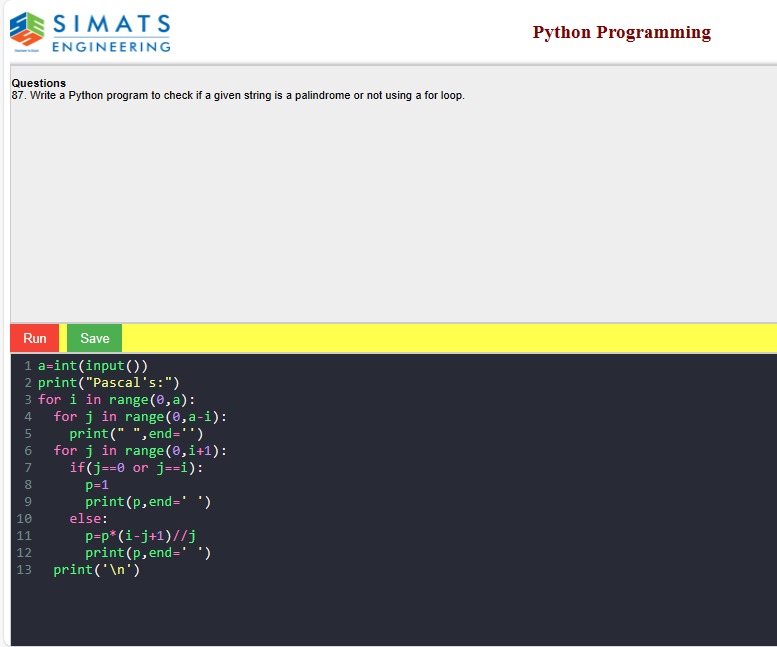 SIMATS
ENGINEERING
Python Programming
Questions
87. Write a Python program to check if a given string is a palindrome or not using a for loop.
Run Save
1 a=int(input())
2 print("Pascal's:")
3 for i in range(0,a):
4   for j in range(0,a-i):
5     print(" ",end='')
6   for j in range(0,i+1):
7     if(j==0 or j==i):
8       p=1
9       print(p,end=' ')
10     else:
11       p=p*(i-j+1)//j
12       print(p,end=' ')
13   print('\n')